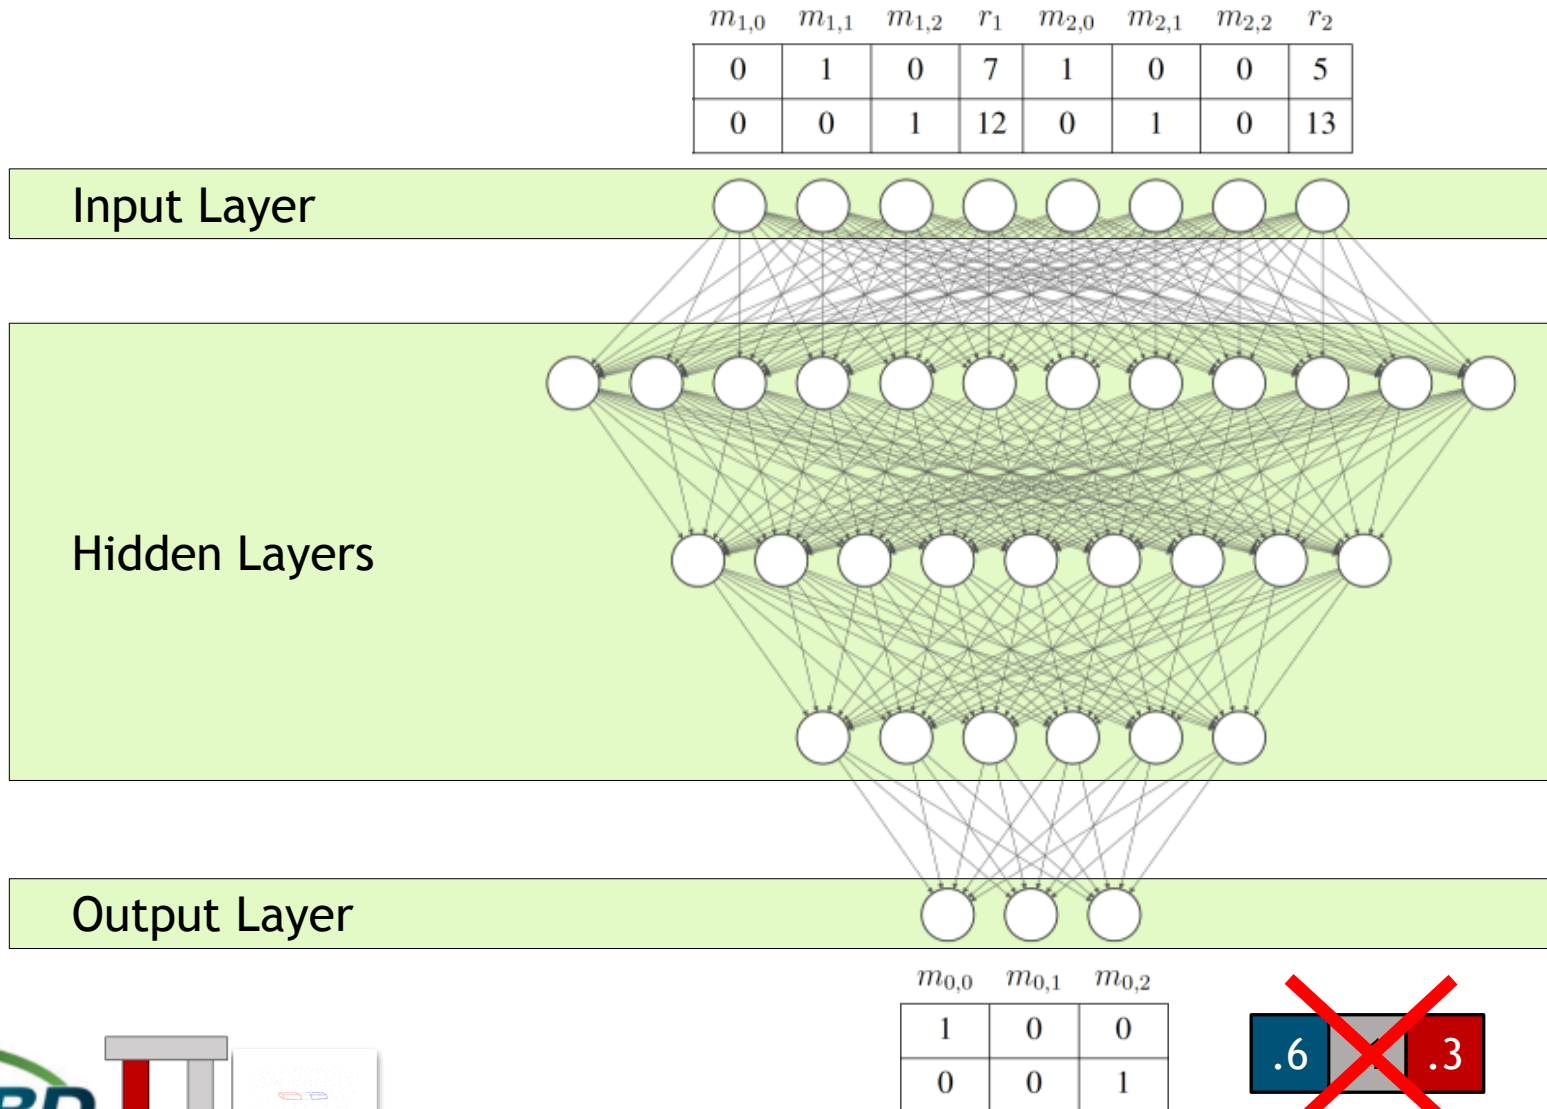 m1,0 m1,1 m1,2 r1 m2,0 m2,1 m2,2 r2
0 1 0 7 1 0 0 5
0 0 1 12 0 1 0 13
Input Layer
Hidden Layers
Output Layer
m0,0 m0,1 m0,2
1 0 0
0 0 1
.6 .3